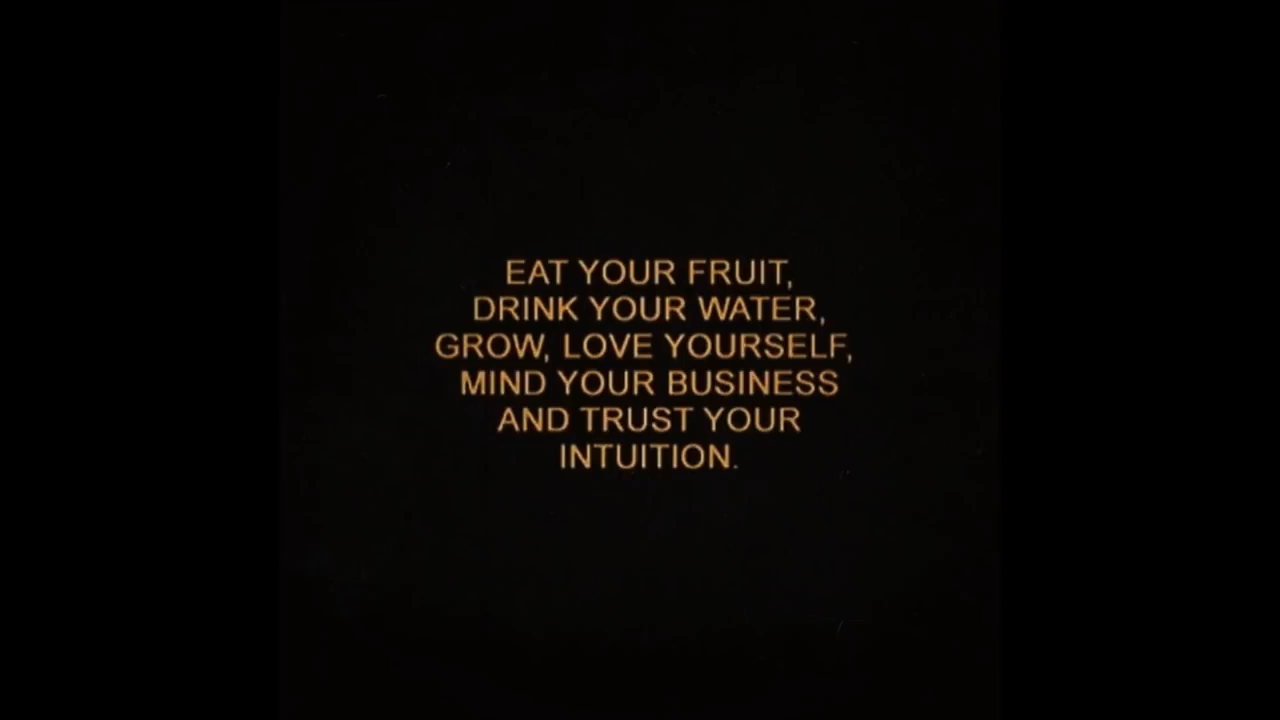 EAT YOUR FRUIT,
DRINK YOUR WATER,
GROW, LOVE YOURSELF,
MIND YOUR BUSINESS
AND TRUST YOUR
INTUITION.